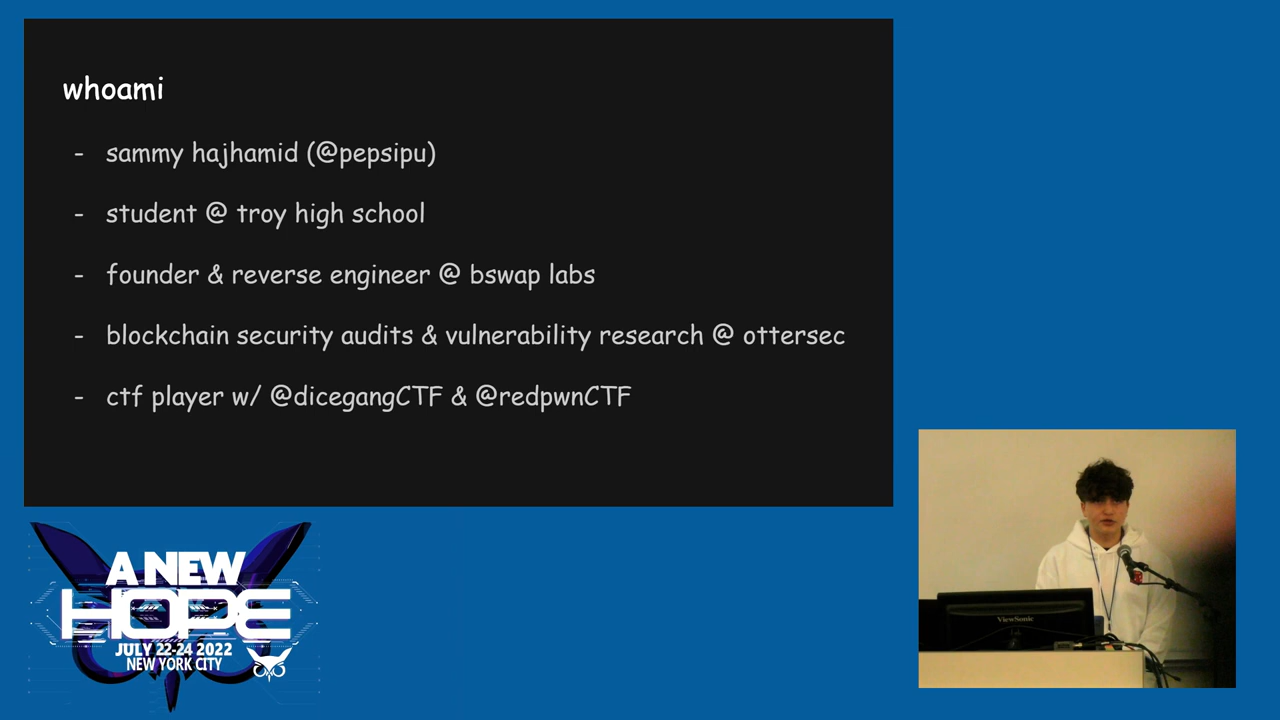 whoami
- sammy hajhamid (@pepsipu)
- student @ troy high school
- founder & reverse engineer @ bswap labs
- blockchain security audits & vulnerability research @ ottersec
- ctf player w/ @dicegangCTF & @redpwnCTF
A NEW
HOPE
JULY 22-24 2022
NEW YORK CITY
ViewSonic